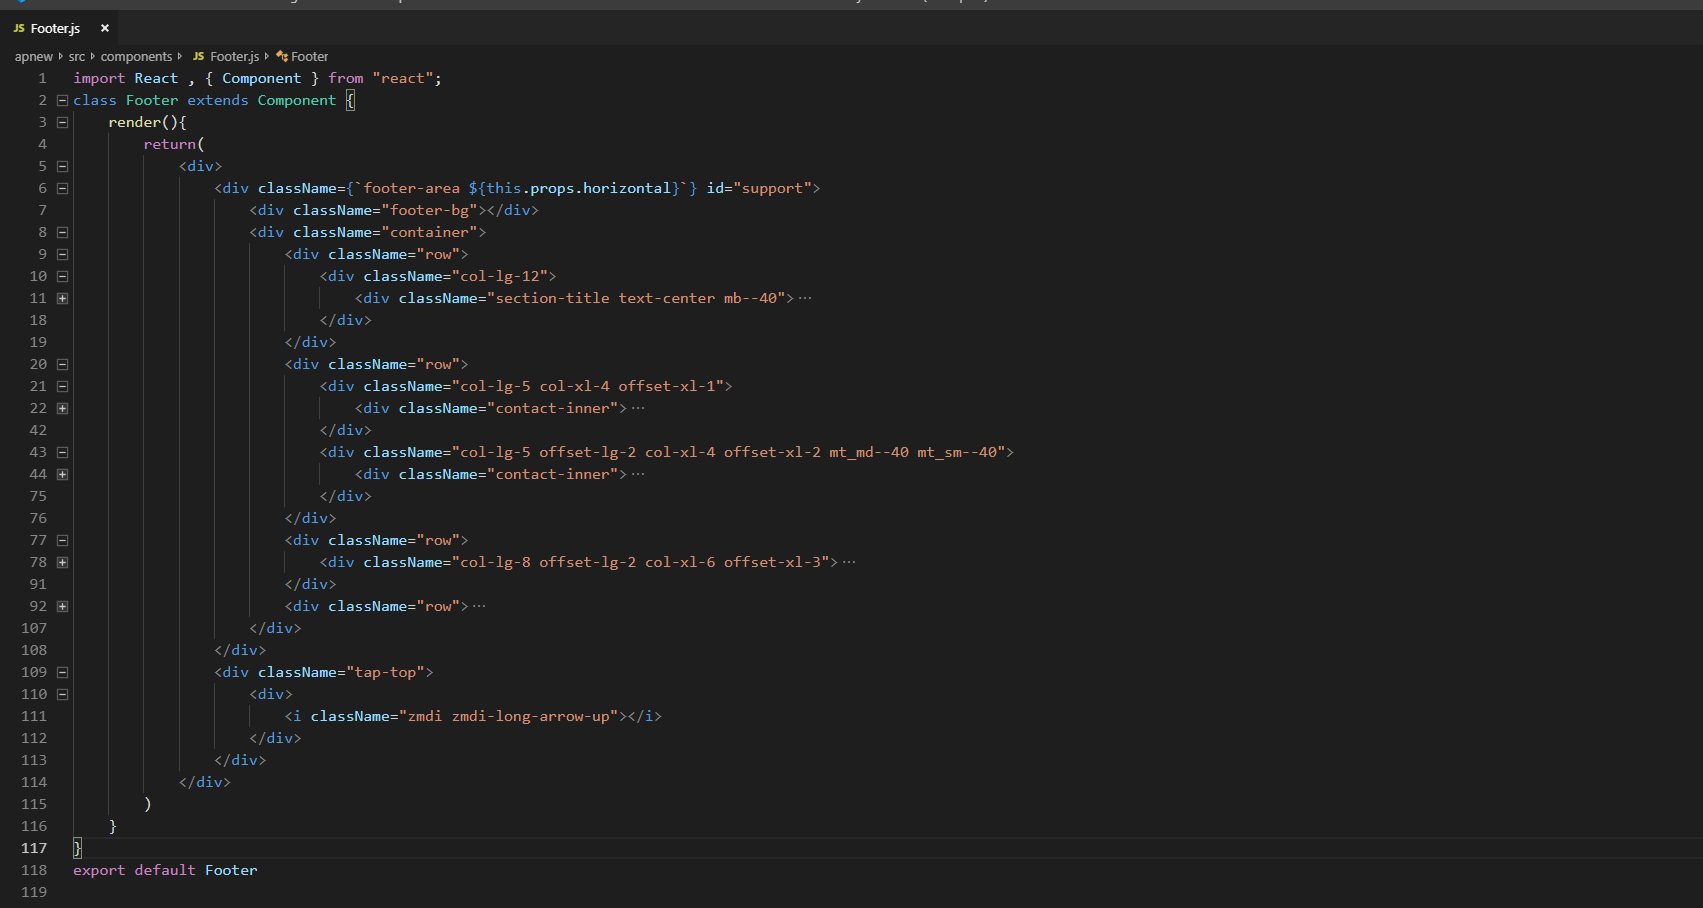 JS Footer.js ×
apnew src components JS Footer.js Footer
1 import React , { Component } from "react";
2 class Footer extends Component {
3     render(){
4         return(
5             <div>
6                 <div className={`footer-area ${this.props.horizontal}`} id="support">
7                     <div className="footer-bg"></div>
8                     <div className="container">
9                         <div className="row">
10                             <div className="col-lg-12">
11                                 <div className="section-title text-center mb--40">···
18                             </div>
19                         </div>
20                         <div className="row">
21                             <div className="col-lg-5 col-xl-4 offset-xl-1">
22                                 <div className="contact-inner">···
42                             </div>
43                             <div className="col-lg-5 offset-lg-2 col-xl-4 offset-xl-2 mt_md--40 mt_sm--40">
44                                 <div className="contact-inner">···
75                             </div>
76                         </div>
77                         <div className="row">
78                             <div className="col-lg-8 offset-lg-2 col-xl-6 offset-xl-3">···
91                         </div>
92                         <div className="row">···
107                     </div>
108                 </div>
109                 <div className="tap-top">
110                     <div>
111                         <i className="zmdi zmdi-long-arrow-up"></i>
112                     </div>
113                 </div>
114             </div>
115         )
116     }
117 }
118 export default Footer
119